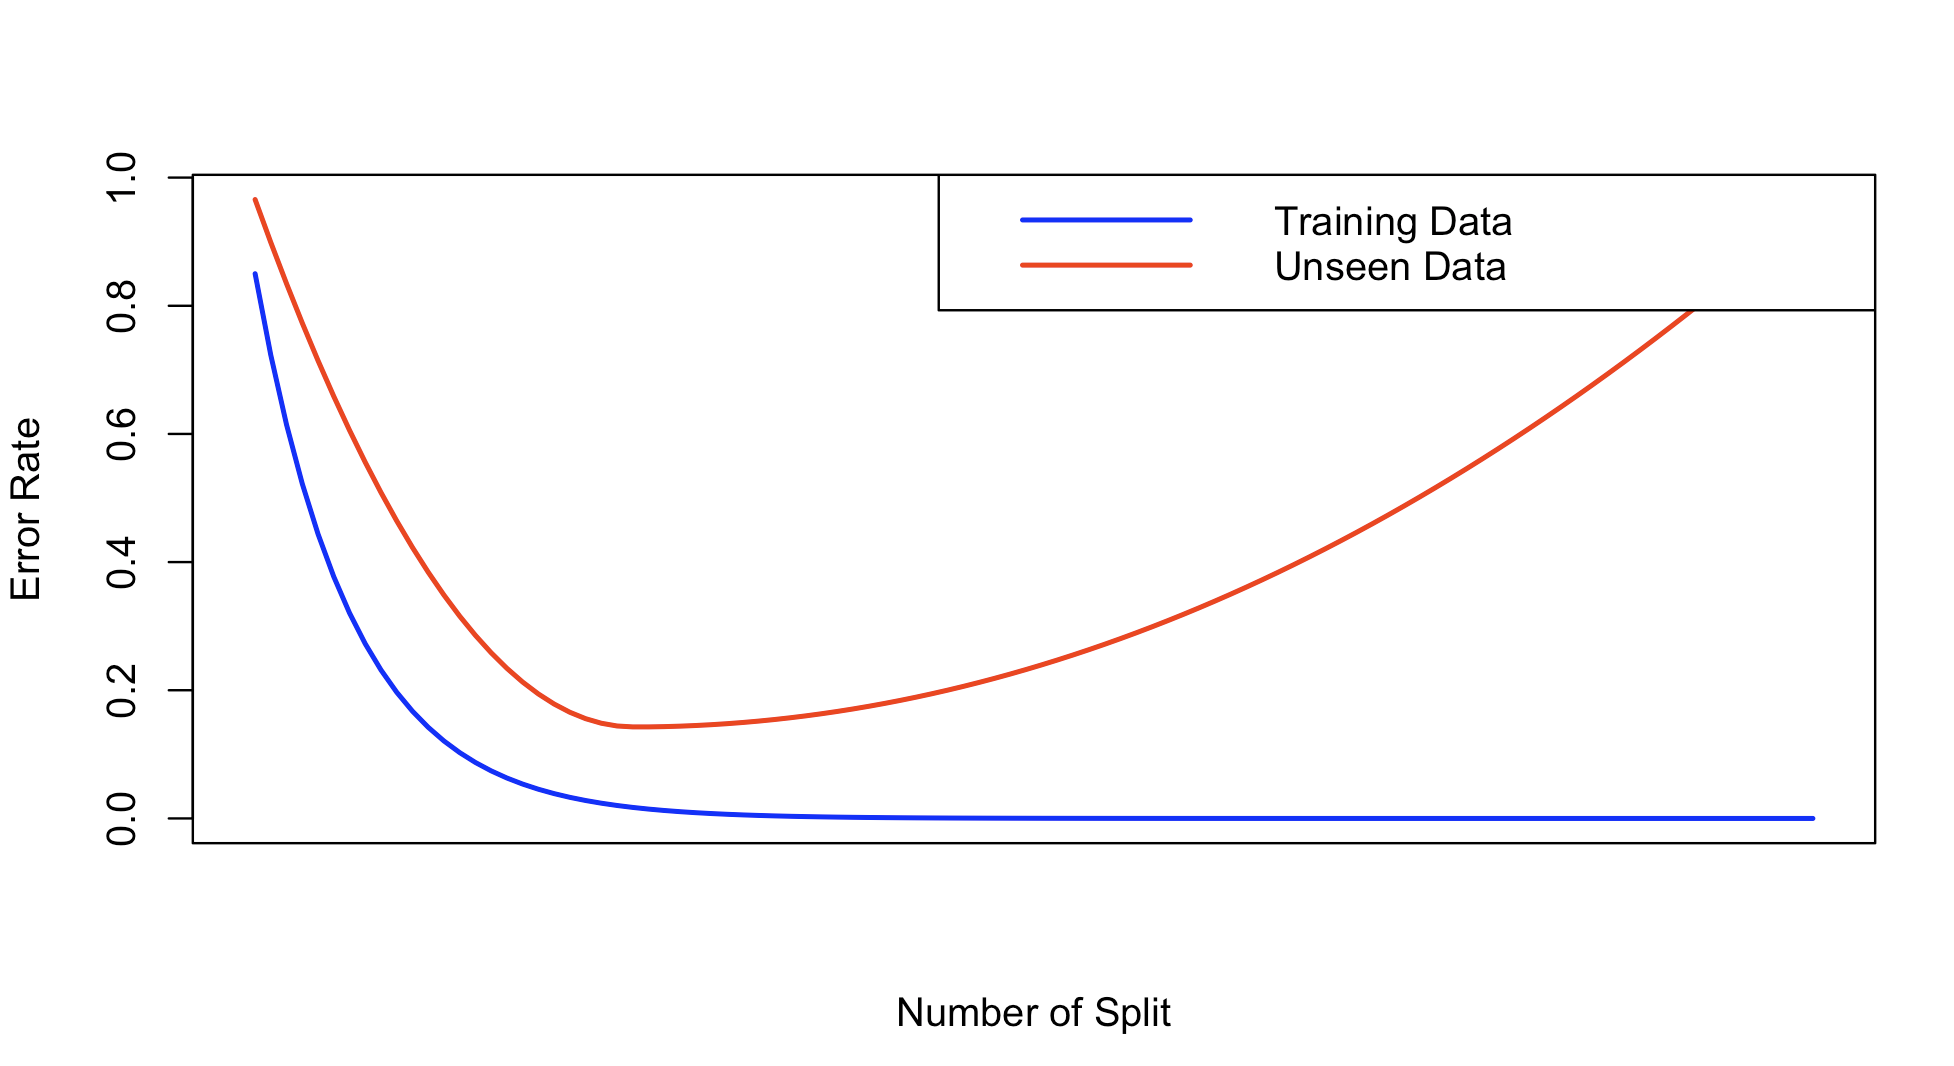 Training Data
Unseen Data
1.0
0.8
0.6
0.4
0.2
0.0
Error Rate
Number of Split